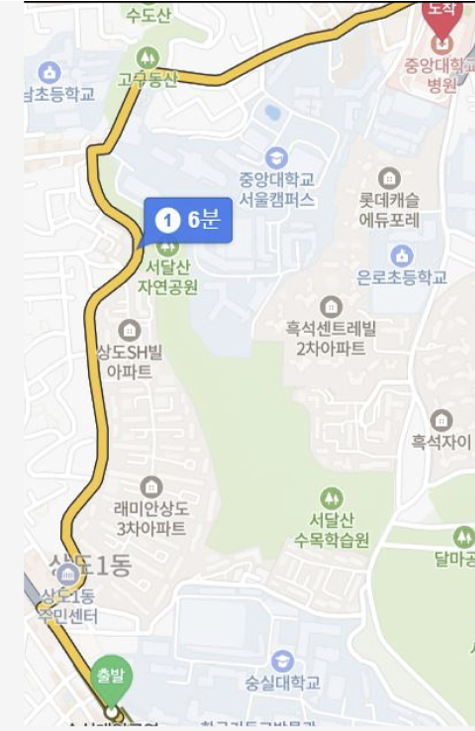 수도산
도착
고구동산
중앙대학교
병원
초등학교
중앙대학교
서울캠퍼스
롯데캐슬
에듀포레
1 6분
서달산
자연공원
은로초등학교
흑석센트레빌
2차아파트
상도SH빌
아파트
흑석자이
래미안상도
3차아파트
서달산
수목학습원
달마공
상도1동
상도1동
주민센터
출발
숭실대학교